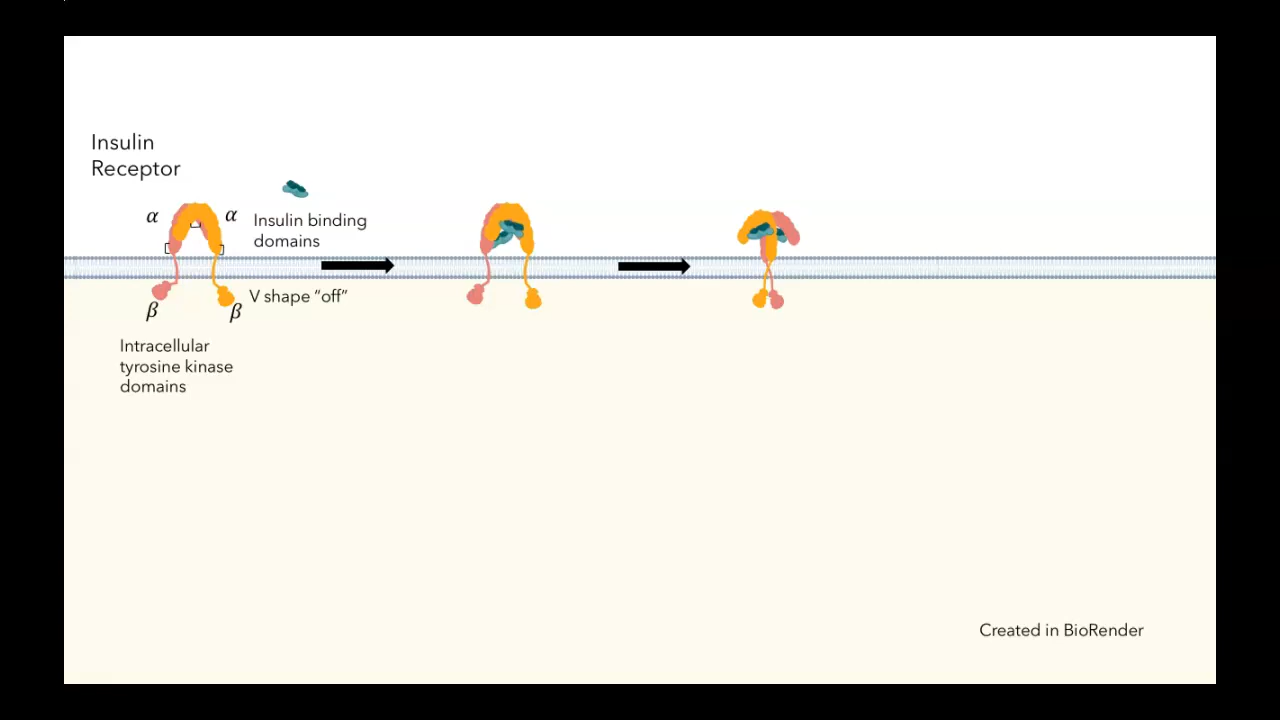 Insulin
Receptor
α
α
Insulin binding
domains
V shape “off”
β
β
Intracellular
tyrosine kinase
domains
Created in BioRender